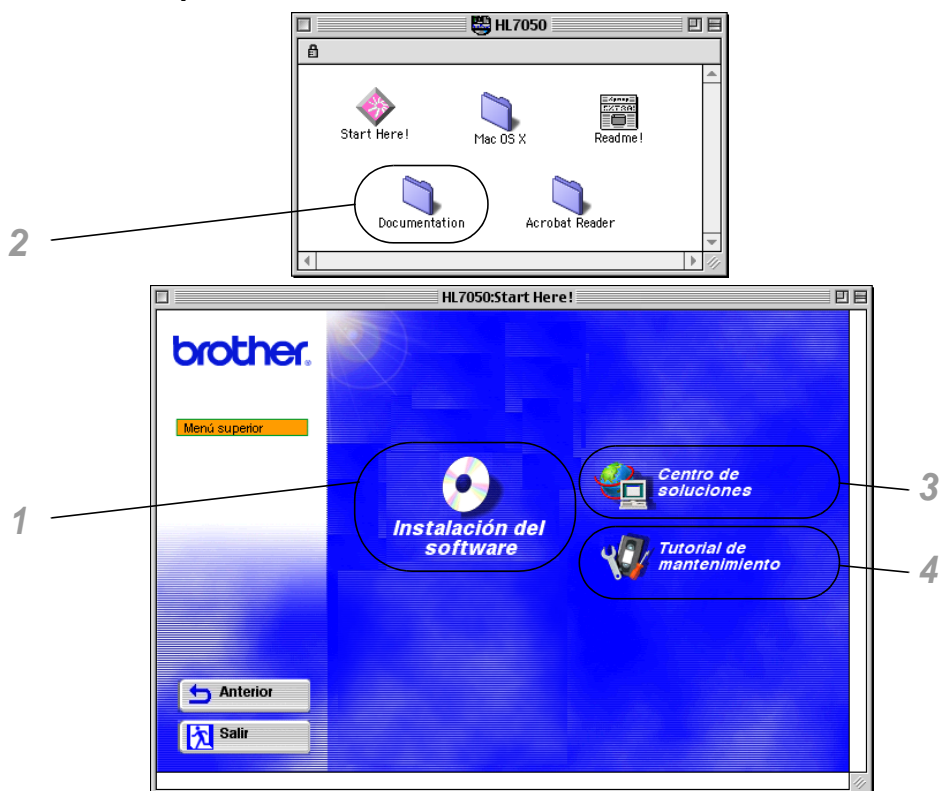 HL7050
Start Here!
Mac OS X
Readme!
Documentation
Acrobat Reader
2
HL7050:Start Here!
brother.
Menú superior
Centro de
soluciones
3
1
Instalación del
software
Tutorial de
mantenimiento
4
Anterior
Salir